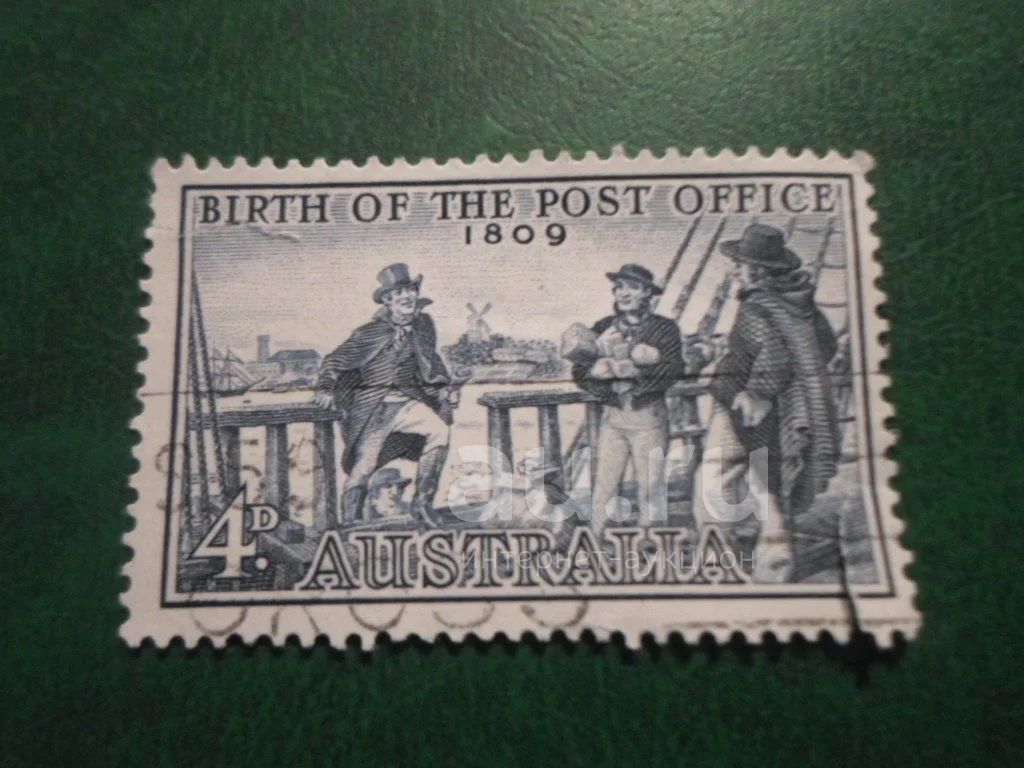 BIRTH OF THE POST OFFICE
1809
au.ru
интернет-аукцион
4D.
AUSTRALIA